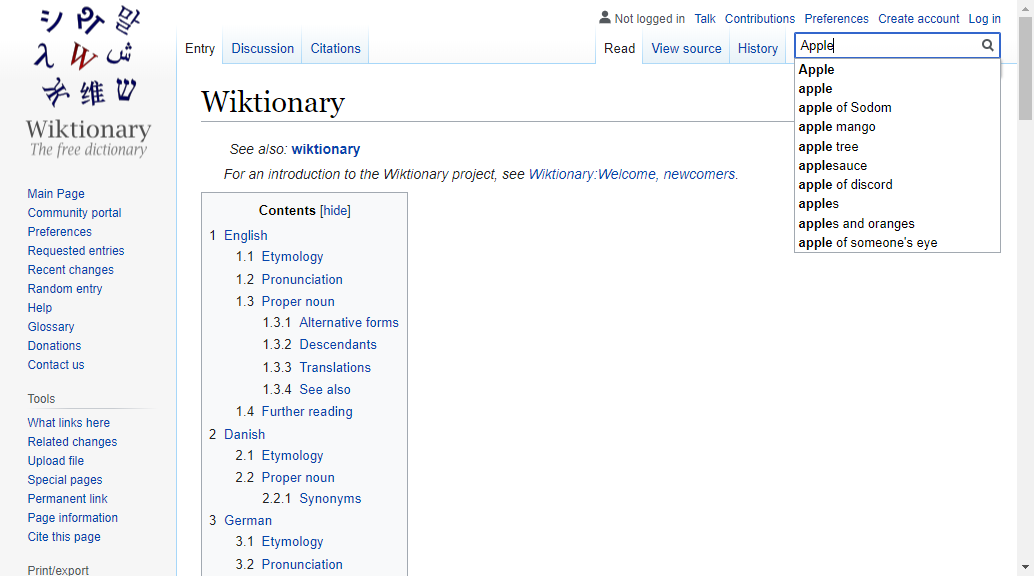 シ वि 말
λ W ش
み 维 ש
Wiktionary
The free dictionary
Main Page
Community portal
Preferences
Requested entries
Recent changes
Random entry
Help
Glossary
Donations
Contact us
Tools
What links here
Related changes
Upload file
Special pages
Permanent link
Page information
Cite this page
Print/export
Not logged in Talk Contributions Preferences Create account Log in
Entry Discussion Citations Read View source History
Apple
Apple
apple
apple of Sodom
apple mango
apple tree
applesauce
apple of discord
apples
apples and oranges
apple of someone's eye
Wiktionary
See also: wiktionary
For an introduction to the Wiktionary project, see Wiktionary:Welcome, newcomers.
Contents [hide]
1 English
1.1 Etymology
1.2 Pronunciation
1.3 Proper noun
1.3.1 Alternative forms
1.3.2 Descendants
1.3.3 Translations
1.3.4 See also
1.4 Further reading
2 Danish
2.1 Etymology
2.2 Proper noun
2.2.1 Synonyms
3 German
3.1 Etymology
3.2 Pronunciation